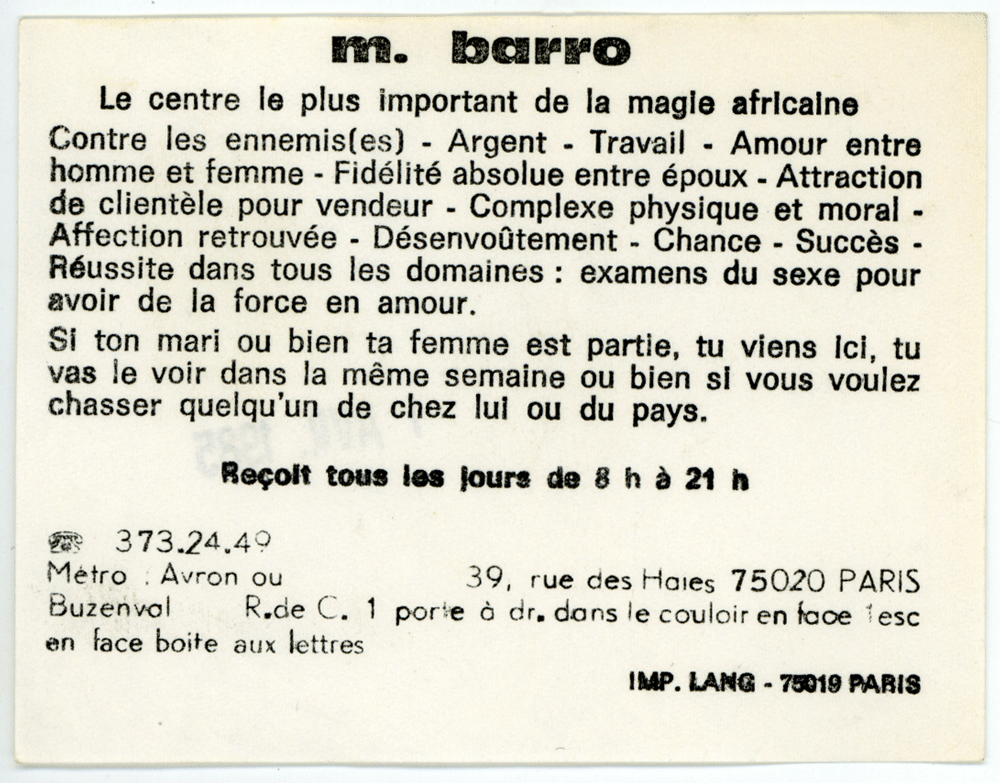 m. barro
Le centre le plus important de la magie africaine
Contre les ennemis(es) - Argent - Travail - Amour entre
homme et femme - Fidélité absolue entre époux - Attraction
de clientèle pour vendeur - Complexe physique et moral -
Affection retrouvée - Désenvoûtement - Chance - Succès -
Réussite dans tous les domaines : examens du sexe pour
avoir de la force en amour.
Si ton mari ou bien ta femme est partie, tu viens ici, tu
vas le voir dans la même semaine ou bien si vous voulez
chasser quelqu'un de chez lui ou du pays.
AVR. 1985
Reçoit tous les jours de 8 h à 21 h
☎ 373.24.49
Métro : Avron ou 39, rue des Haies 75020 PARIS
Buzenval R.de C. 1 porte à dr. dans le couloir en face 1esc
en face boite aux lettres
IMP. LANG - 75019 PARIS